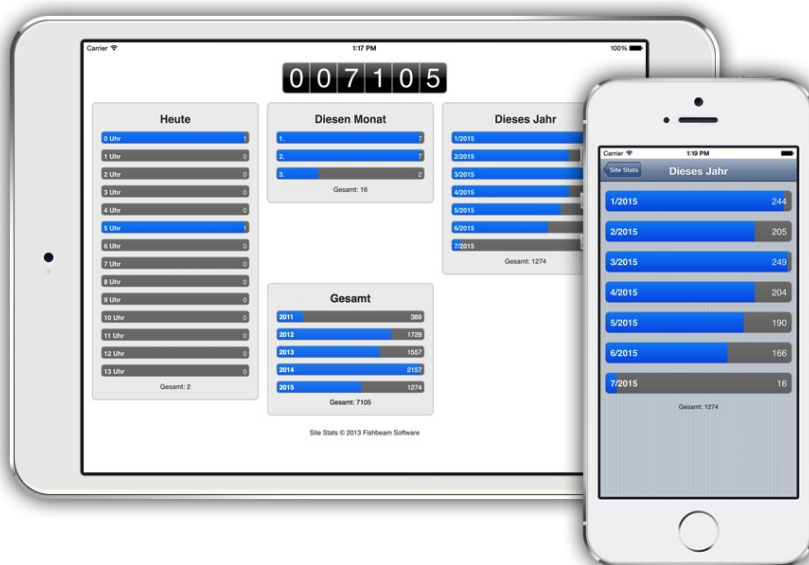 Carrier
1:17 PM
100%
007105
Heute
0 Uhr 1
1 Uhr 0
2 Uhr 0
3 Uhr 0
4 Uhr 0
5 Uhr 1
6 Uhr 0
7 Uhr 0
8 Uhr 0
9 Uhr 0
10 Uhr 0
11 Uhr 0
12 Uhr 0
13 Uhr 0
Gesamt: 2
Diesen Monat
1. 7
2. 7
3. 2
Gesamt: 16
Gesamt
2011 389
2012 1726
2013 1557
2014 2157
2015 1274
Gesamt: 7105
Dieses Jahr
1/2015
2/2015
3/2015
4/2015
5/2015
6/2015
7/2015
Gesamt: 1274
Site Stats © 2013 Fishbeam Software
Carrier
1:19 PM
Site Stats
Dieses Jahr
1/2015 244
2/2015 205
3/2015 249
4/2015 204
5/2015 190
6/2015 166
7/2015 16
Gesamt: 1274